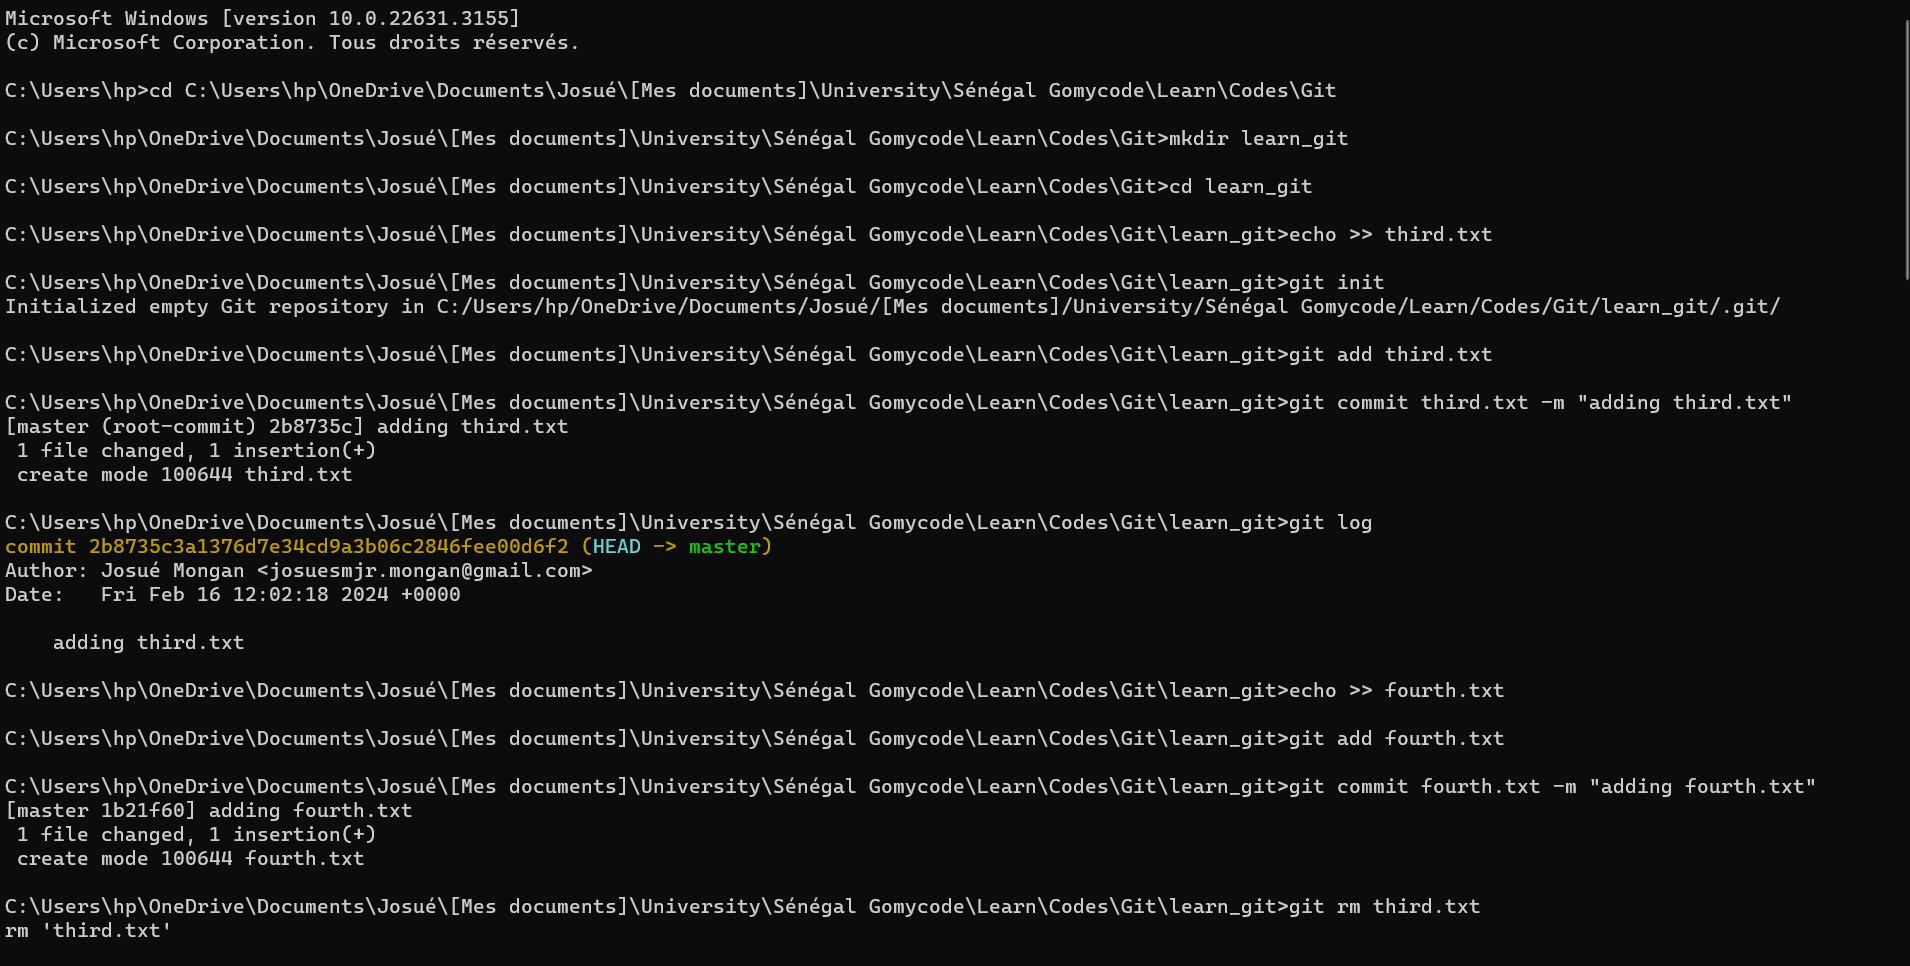 Microsoft Windows [version 10.0.22631.3155]
(c) Microsoft Corporation. Tous droits réservés.
C:\Users\hp>cd C:\Users\hp\OneDrive\Documents\Josué\[Mes documents]\University\Sénégal Gomycode\Learn\Codes\Git
C:\Users\hp\OneDrive\Documents\Josué\[Mes documents]\University\Sénégal Gomycode\Learn\Codes\Git>mkdir learn_git
C:\Users\hp\OneDrive\Documents\Josué\[Mes documents]\University\Sénégal Gomycode\Learn\Codes\Git>cd learn_git
C:\Users\hp\OneDrive\Documents\Josué\[Mes documents]\University\Sénégal Gomycode\Learn\Codes\Git\learn_git>echo >> third.txt
C:\Users\hp\OneDrive\Documents\Josué\[Mes documents]\University\Sénégal Gomycode\Learn\Codes\Git\learn_git>git init
Initialized empty Git repository in C:/Users/hp/OneDrive/Documents/Josué/[Mes documents]/University/Sénégal Gomycode/Learn/Codes/Git/learn_git/.git/
C:\Users\hp\OneDrive\Documents\Josué\[Mes documents]\University\Sénégal Gomycode\Learn\Codes\Git\learn_git>git add third.txt
C:\Users\hp\OneDrive\Documents\Josué\[Mes documents]\University\Sénégal Gomycode\Learn\Codes\Git\learn_git>git commit third.txt -m "adding third.txt"
[master (root-commit) 2b8735c] adding third.txt
 1 file changed, 1 insertion(+)
 create mode 100644 third.txt
C:\Users\hp\OneDrive\Documents\Josué\[Mes documents]\University\Sénégal Gomycode\Learn\Codes\Git\learn_git>git log
commit 2b8735c3a1376d7e34cd9a3b06c2846fee00d6f2 (HEAD -> master)
Author: Josué Mongan <josuesmjr.mongan@gmail.com>
Date:   Fri Feb 16 12:02:18 2024 +0000
    adding third.txt
C:\Users\hp\OneDrive\Documents\Josué\[Mes documents]\University\Sénégal Gomycode\Learn\Codes\Git\learn_git>echo >> fourth.txt
C:\Users\hp\OneDrive\Documents\Josué\[Mes documents]\University\Sénégal Gomycode\Learn\Codes\Git\learn_git>git add fourth.txt
C:\Users\hp\OneDrive\Documents\Josué\[Mes documents]\University\Sénégal Gomycode\Learn\Codes\Git\learn_git>git commit fourth.txt -m "adding fourth.txt"
[master 1b21f60] adding fourth.txt
 1 file changed, 1 insertion(+)
 create mode 100644 fourth.txt
C:\Users\hp\OneDrive\Documents\Josué\[Mes documents]\University\Sénégal Gomycode\Learn\Codes\Git\learn_git>git rm third.txt
rm 'third.txt'